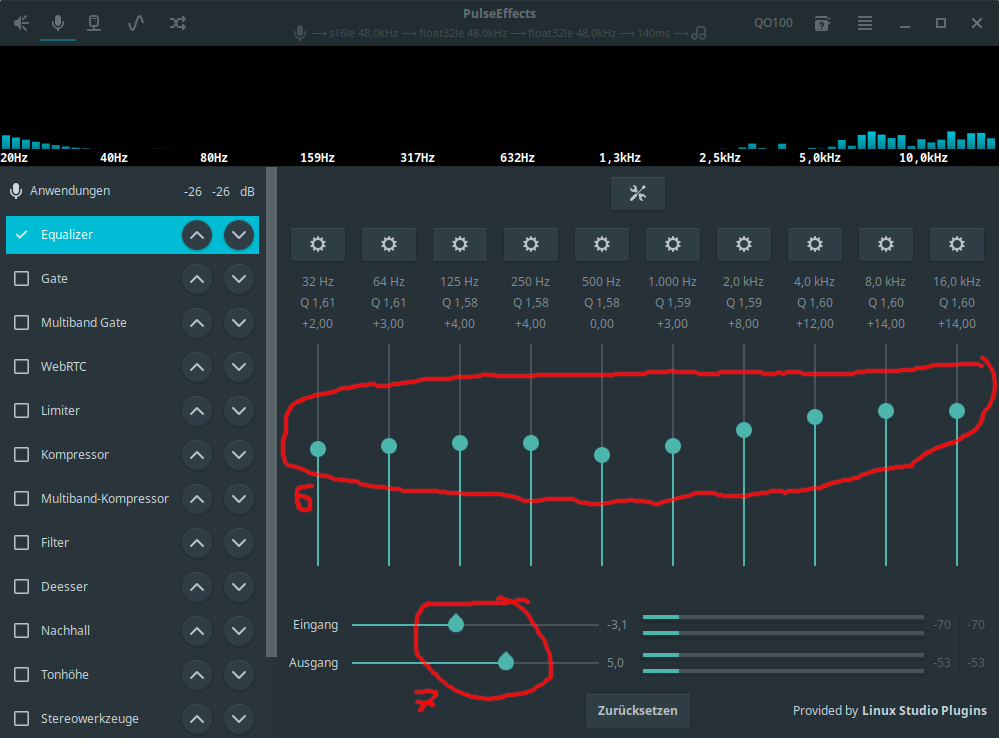 PulseEffects
s16le 48,0kHz float32le 48,0kHz float32le 48,0kHz 140ms
QO100
20Hz 40Hz 80Hz 159Hz 317Hz 632Hz 1,3kHz 2,5kHz 5,0kHz 10,0kHz
Anwendungen -26 -26 dB
Equalizer
Gate
Multiband Gate
WebRTC
Limiter
Kompressor
Multiband-Kompressor
Filter
Deesser
Nachhall
Tonhöhe
Stereowerkzeuge
32 Hz 64 Hz 125 Hz 250 Hz 500 Hz 1.000 Hz 2,0 kHz 4,0 kHz 8,0 kHz 16,0 kHz
Q 1,61 Q 1,61 Q 1,58 Q 1,58 Q 1,58 Q 1,59 Q 1,59 Q 1,60 Q 1,60 Q 1,60
+2,00 +3,00 +4,00 +4,00 0,00 +3,00 +8,00 +12,00 +14,00 +14,00
6
Eingang -3,1 -70 -70
Ausgang 5,0 -53 -53
7
Zurücksetzen
Provided by Linux Studio Plugins